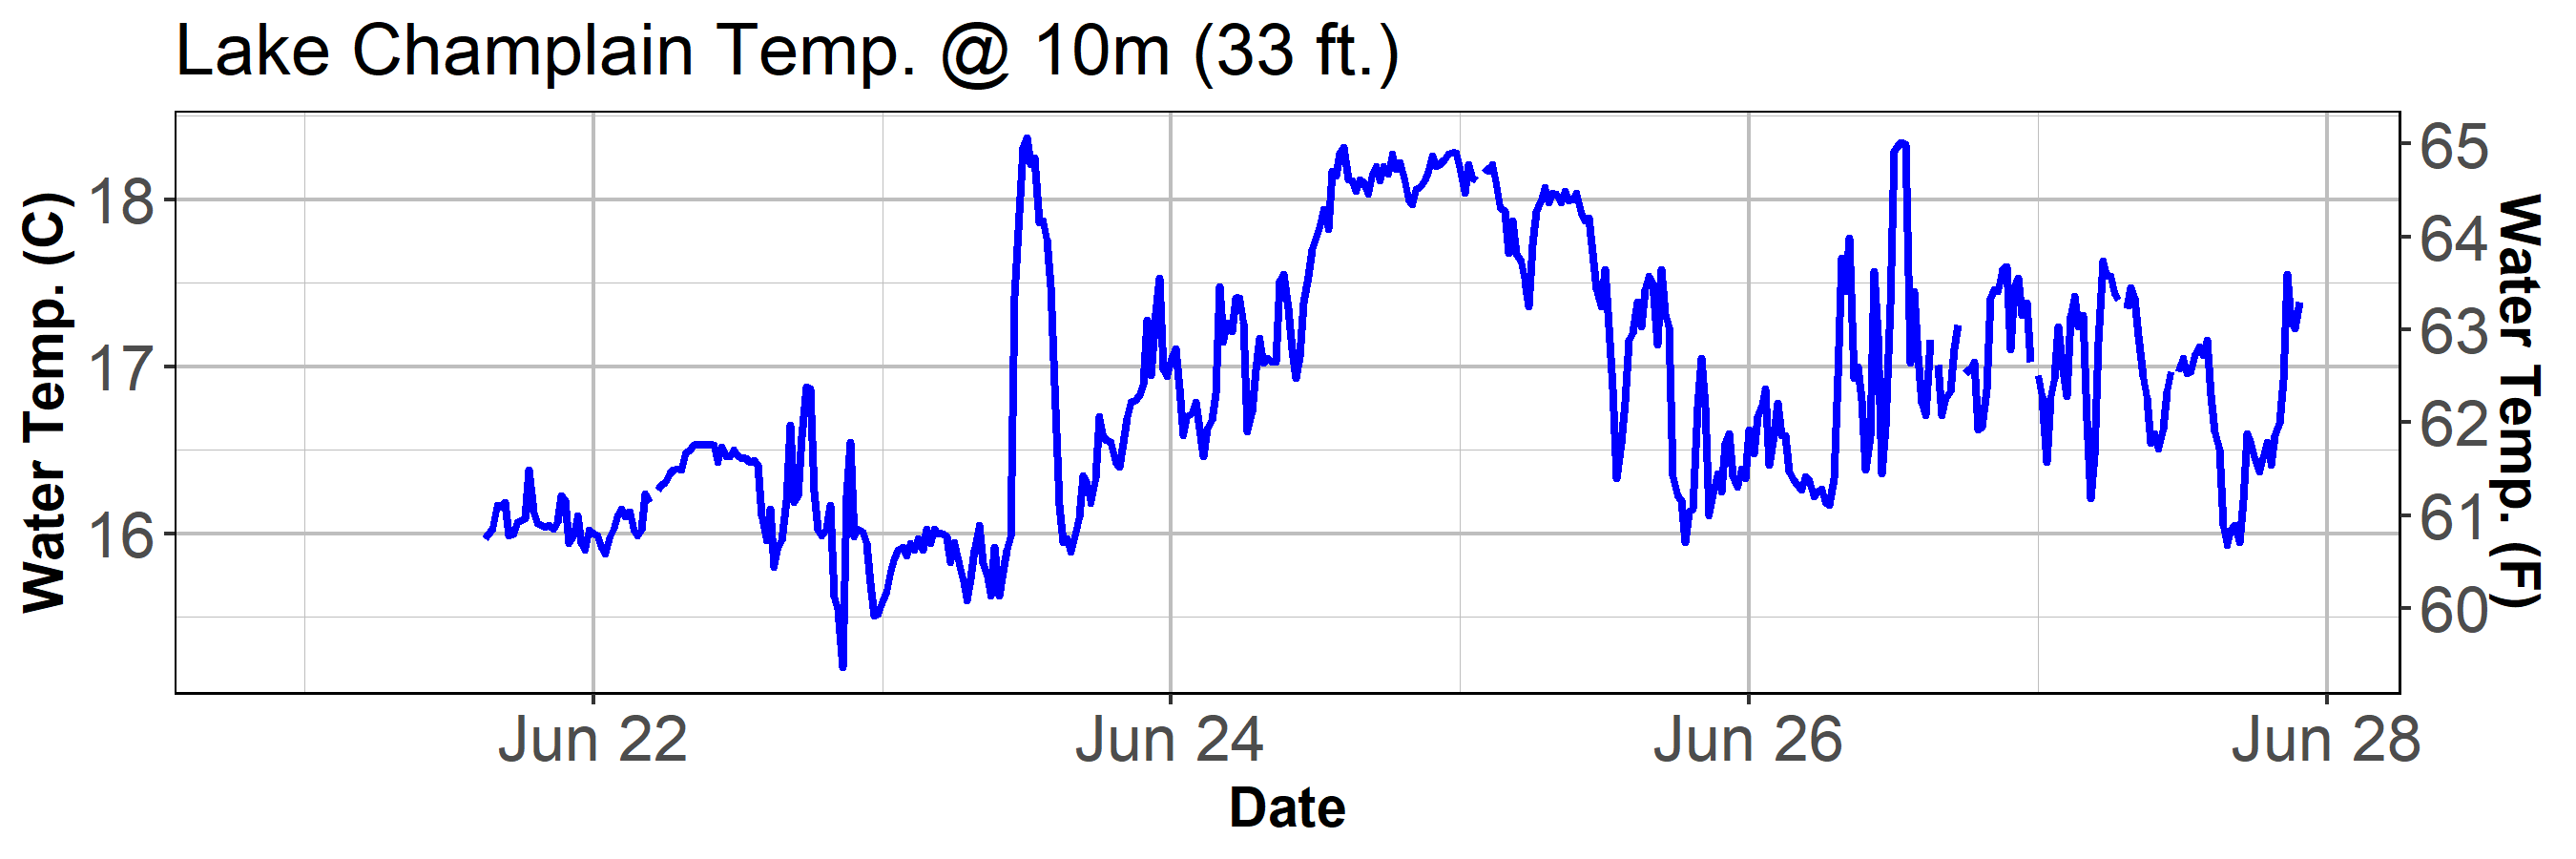 Lake Champlain Temp. @ 10m (33 ft.)
Water Temp. (C)
18
17
16
65
64
63
62
61
60
Water Temp. (F)
Jun 22
Jun 24
Jun 26
Jun 28
Date